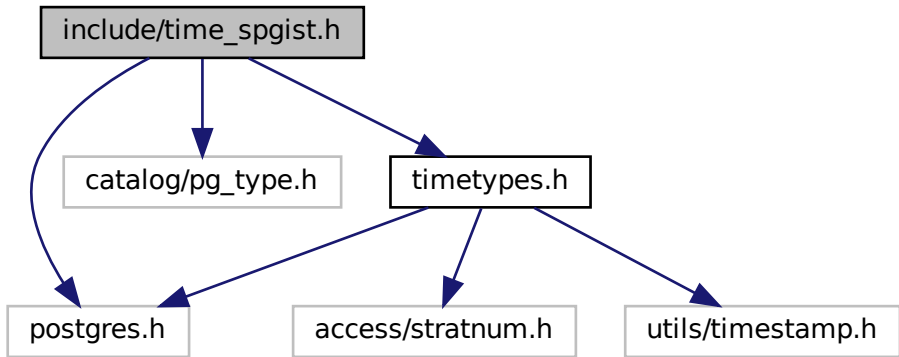 include/time_spgist.h
catalog/pg_type.h
timetypes.h
postgres.h
access/stratnum.h
utils/timestamp.h